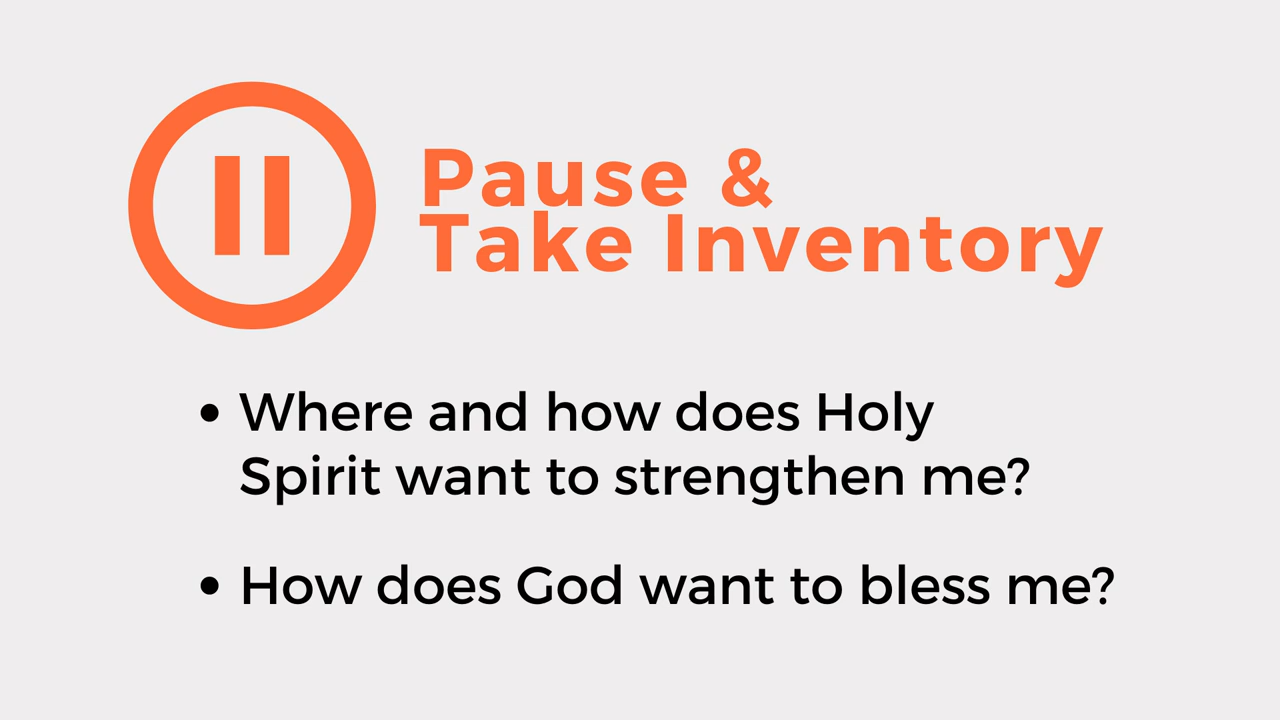 Pause &
Take Inventory
• Where and how does Holy
Spirit want to strengthen me?
• How does God want to bless me?